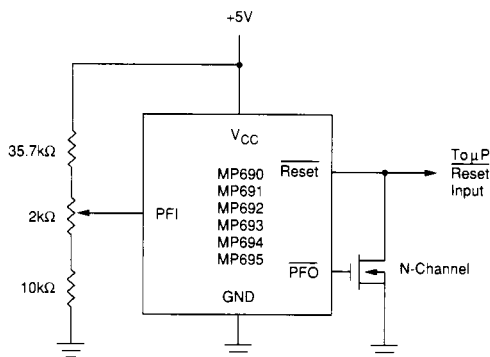 +5V
35.7kΩ
2kΩ
10kΩ
VCC
MP690
MP691
MP692
MP693
MP694
MP695
PFI
Reset
PFO
GND
To μP
Reset
Input
N-Channel